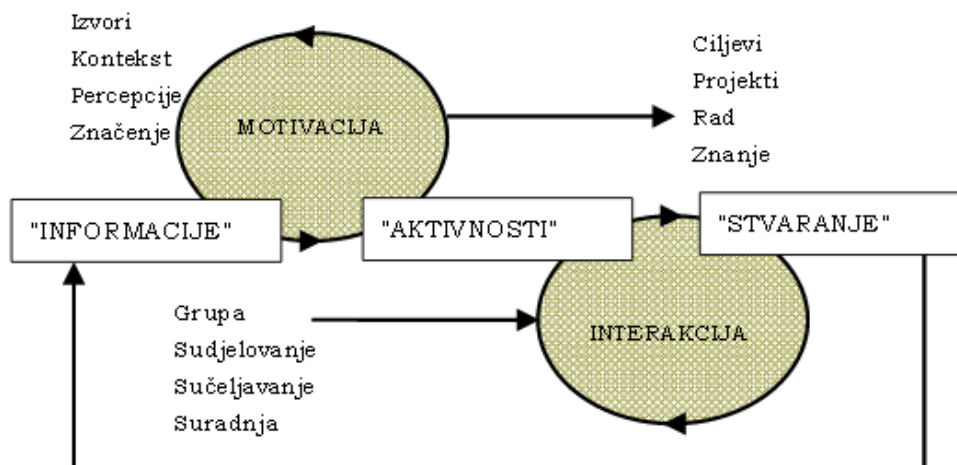 Izvori
Kontekst
Percepcije
Značenje
MOTIVACIJA
Ciljevi
Projekti
Rad
Znanje
"INFORMACIJE"
"AKTIVNOSTI"
"STVARANJE"
Grupa
Sudjelovanje
Sučeljavanje
Suradnja
INTERAKCIJA